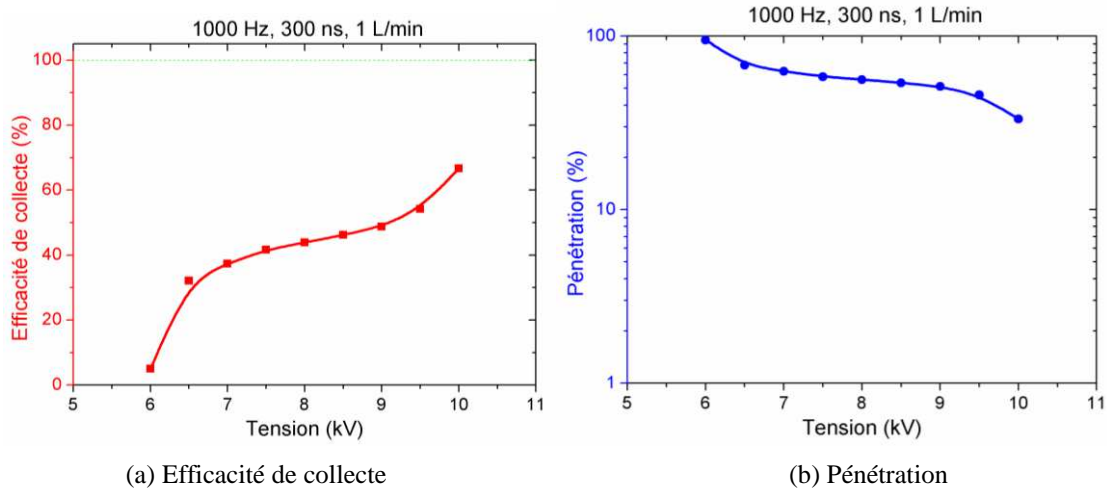 1000 Hz, 300 ns, 1 L/min
100
80
60
40
20
0
Efficacité de collecte (%)
5 6 7 8 9 10 11
Tension (kV)
(a) Efficacité de collecte
1000 Hz, 300 ns, 1 L/min
100
10
1
Pénétration (%)
5 6 7 8 9 10 11
Tension (kV)
(b) Pénétration